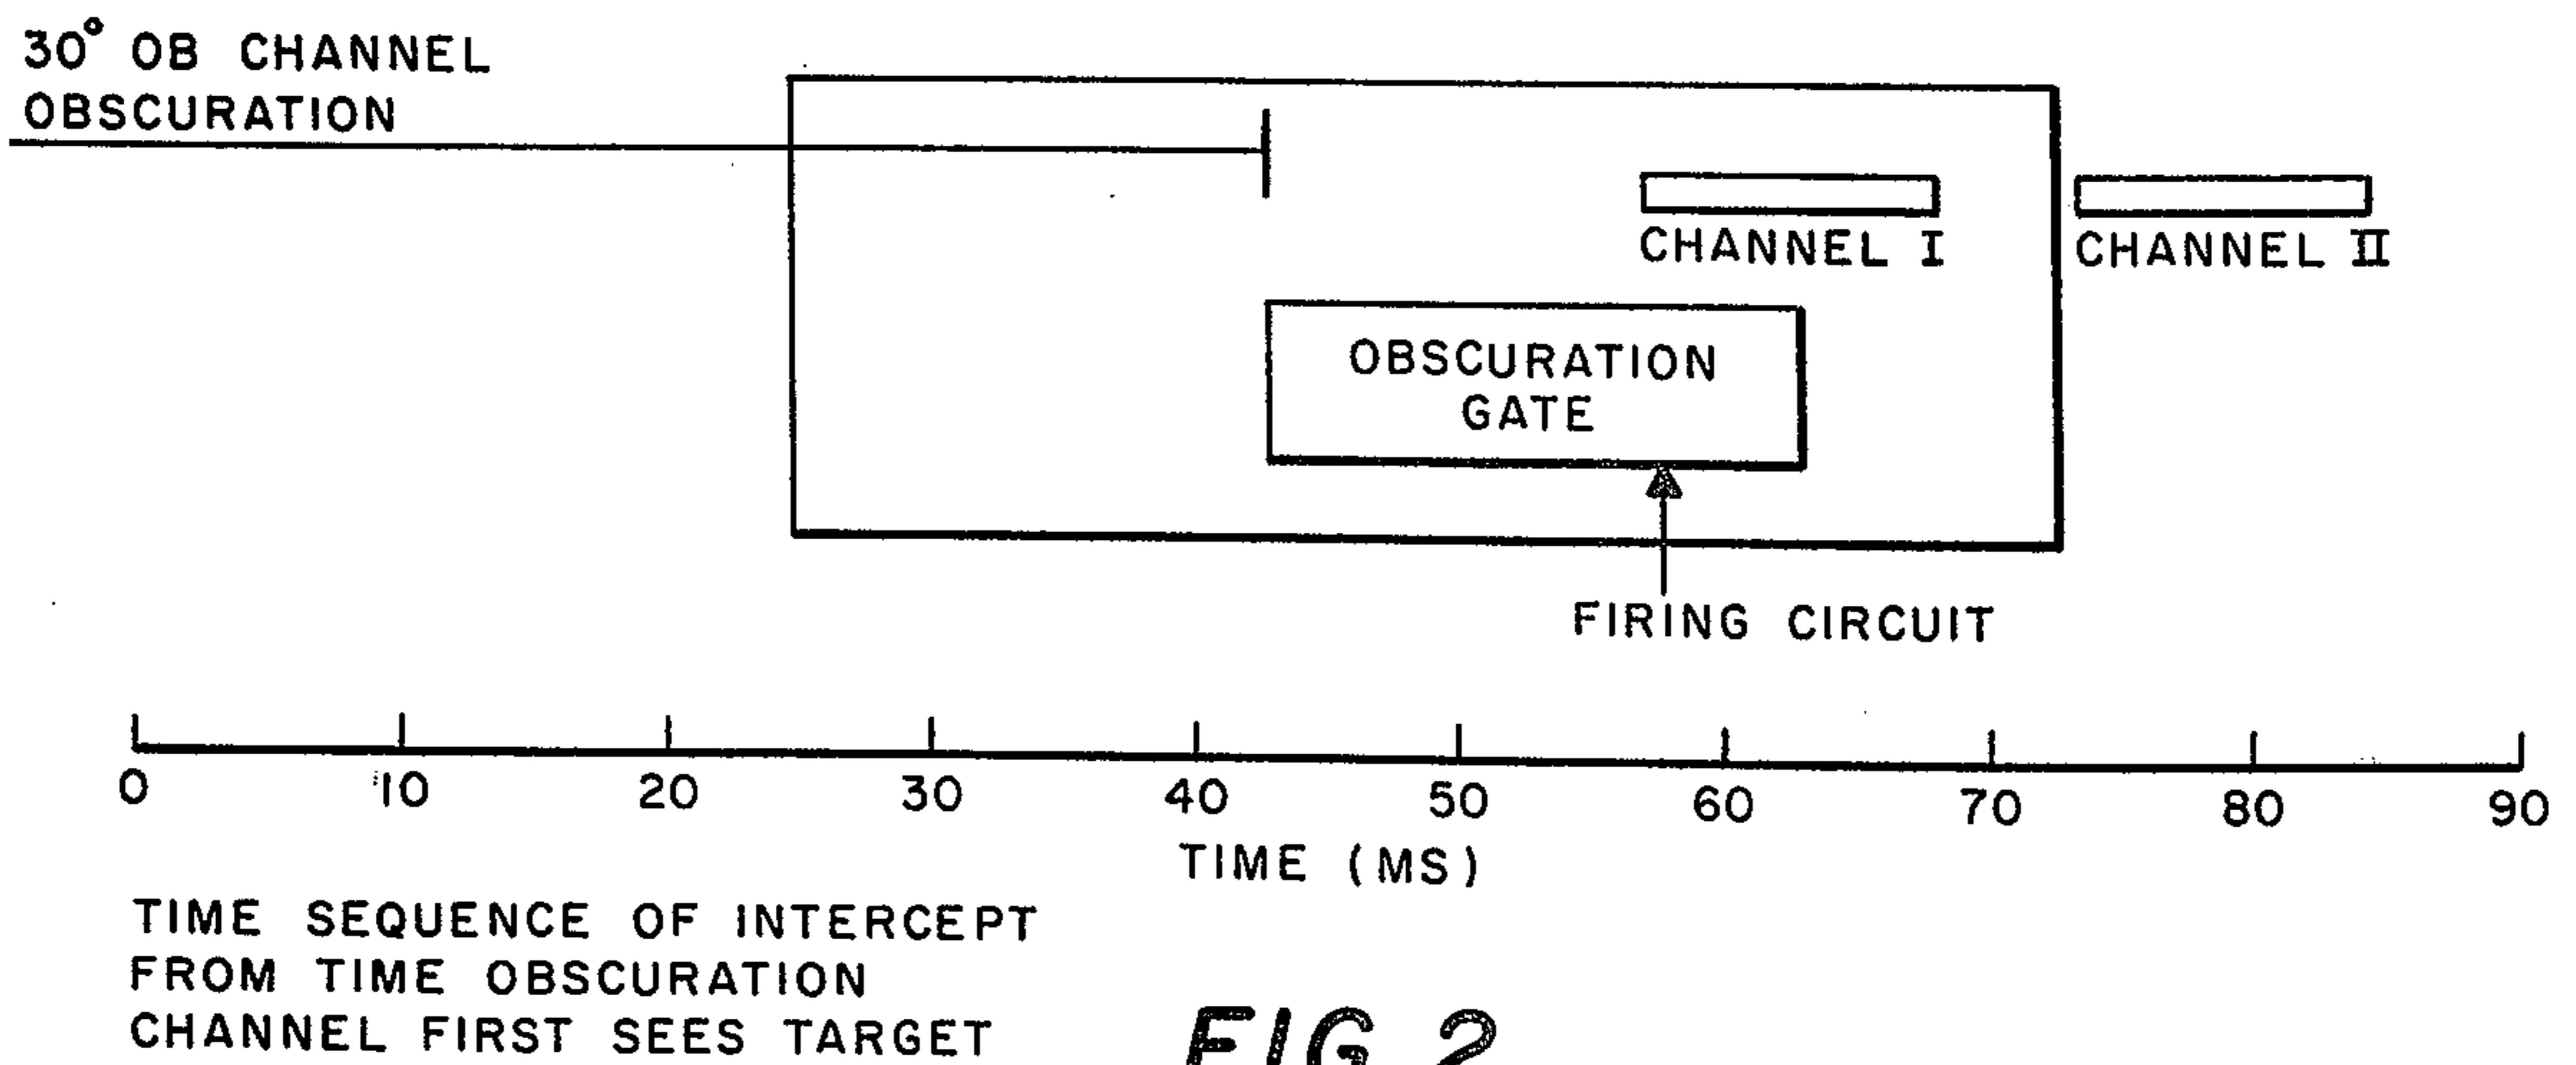 30° OB CHANNEL
OBSCURATION
CHANNEL I
CHANNEL II
OBSCURATION
GATE
FIRING CIRCUIT
0 10 20 30 40 50 60 70 80 90
TIME (MS)
TIME SEQUENCE OF INTERCEPT
FROM TIME OBSCURATION
CHANNEL FIRST SEES TARGET
FIG 2